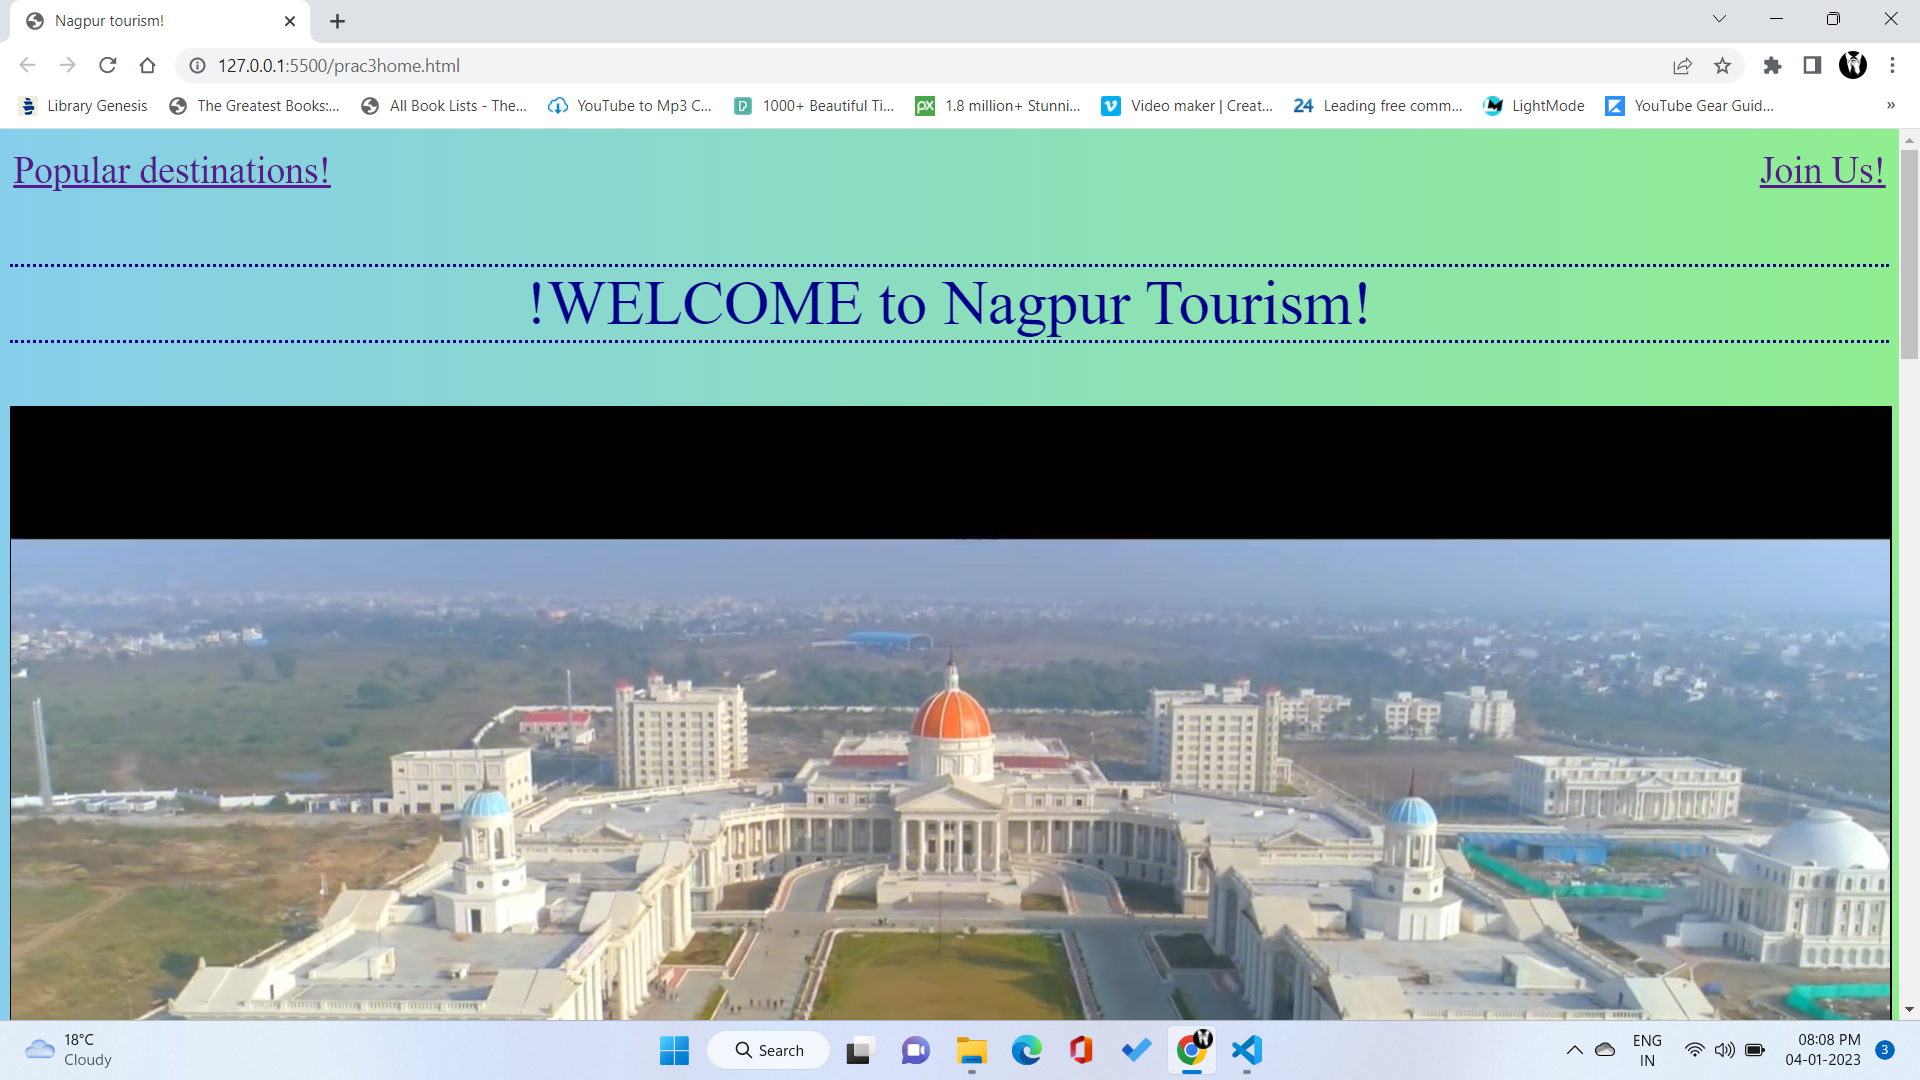 Nagpur tourism!
127.0.0.1:5500/prac3home.html
Library Genesis
The Greatest Books:...
All Book Lists - The...
YouTube to Mp3 C...
1000+ Beautiful Ti...
1.8 million+ Stunni...
Video maker | Creat...
24
Leading free comm...
LightMode
YouTube Gear Guid...
»
Popular destinations!
Join Us!
!WELCOME to Nagpur Tourism!
18°C
Cloudy
Search
ENG
IN
08:08 PM
04-01-2023
3